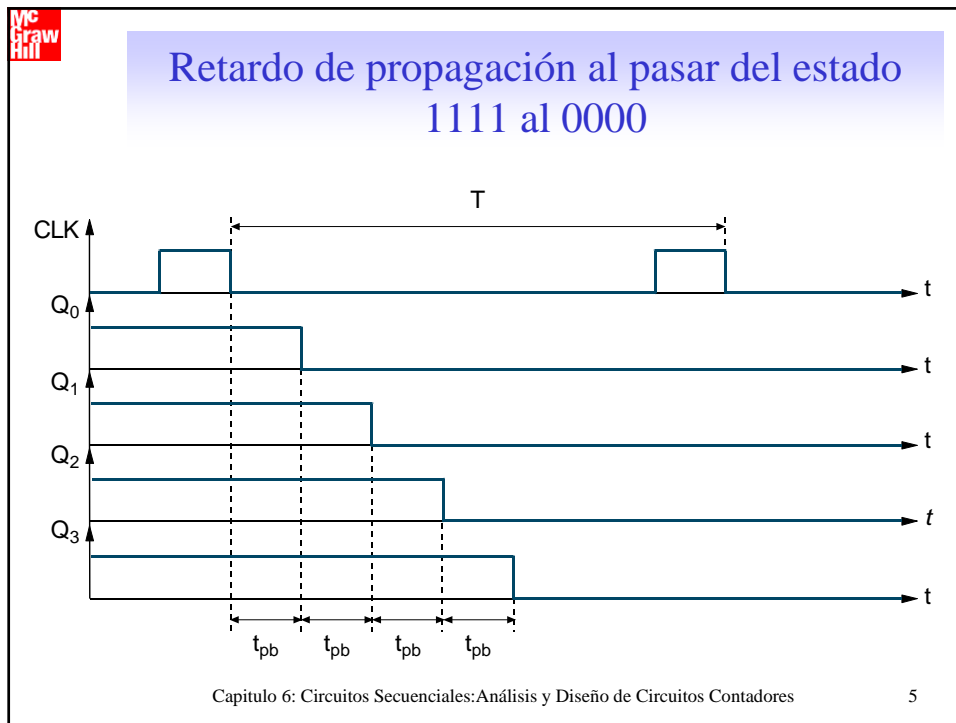 Mc
Graw
Hill
Retardo de propagación al pasar del estado
1111 al 0000
T
CLK
t
Q0
t
Q1
t
Q2
t
Q3
t
tpb tpb tpb tpb
Capitulo 6: Circuitos Secuenciales:Análisis y Diseño de Circuitos Contadores 5